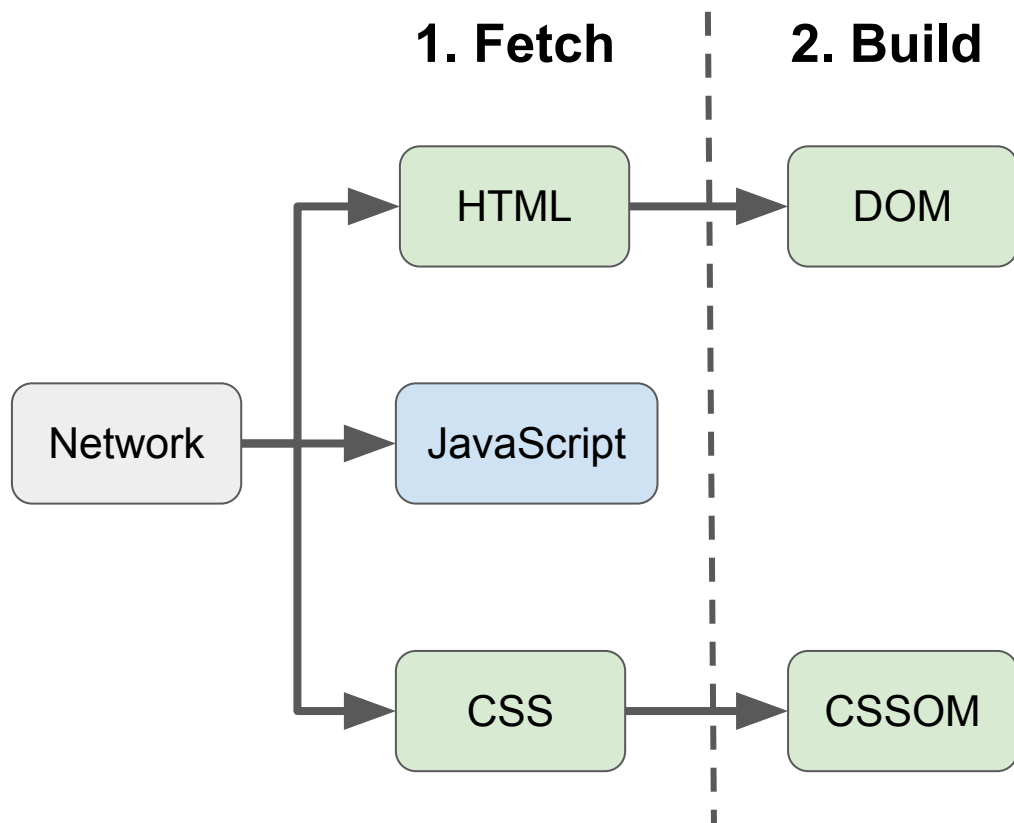 1. Fetch
2. Build
HTML
DOM
Network
JavaScript
CSS
CSSOM